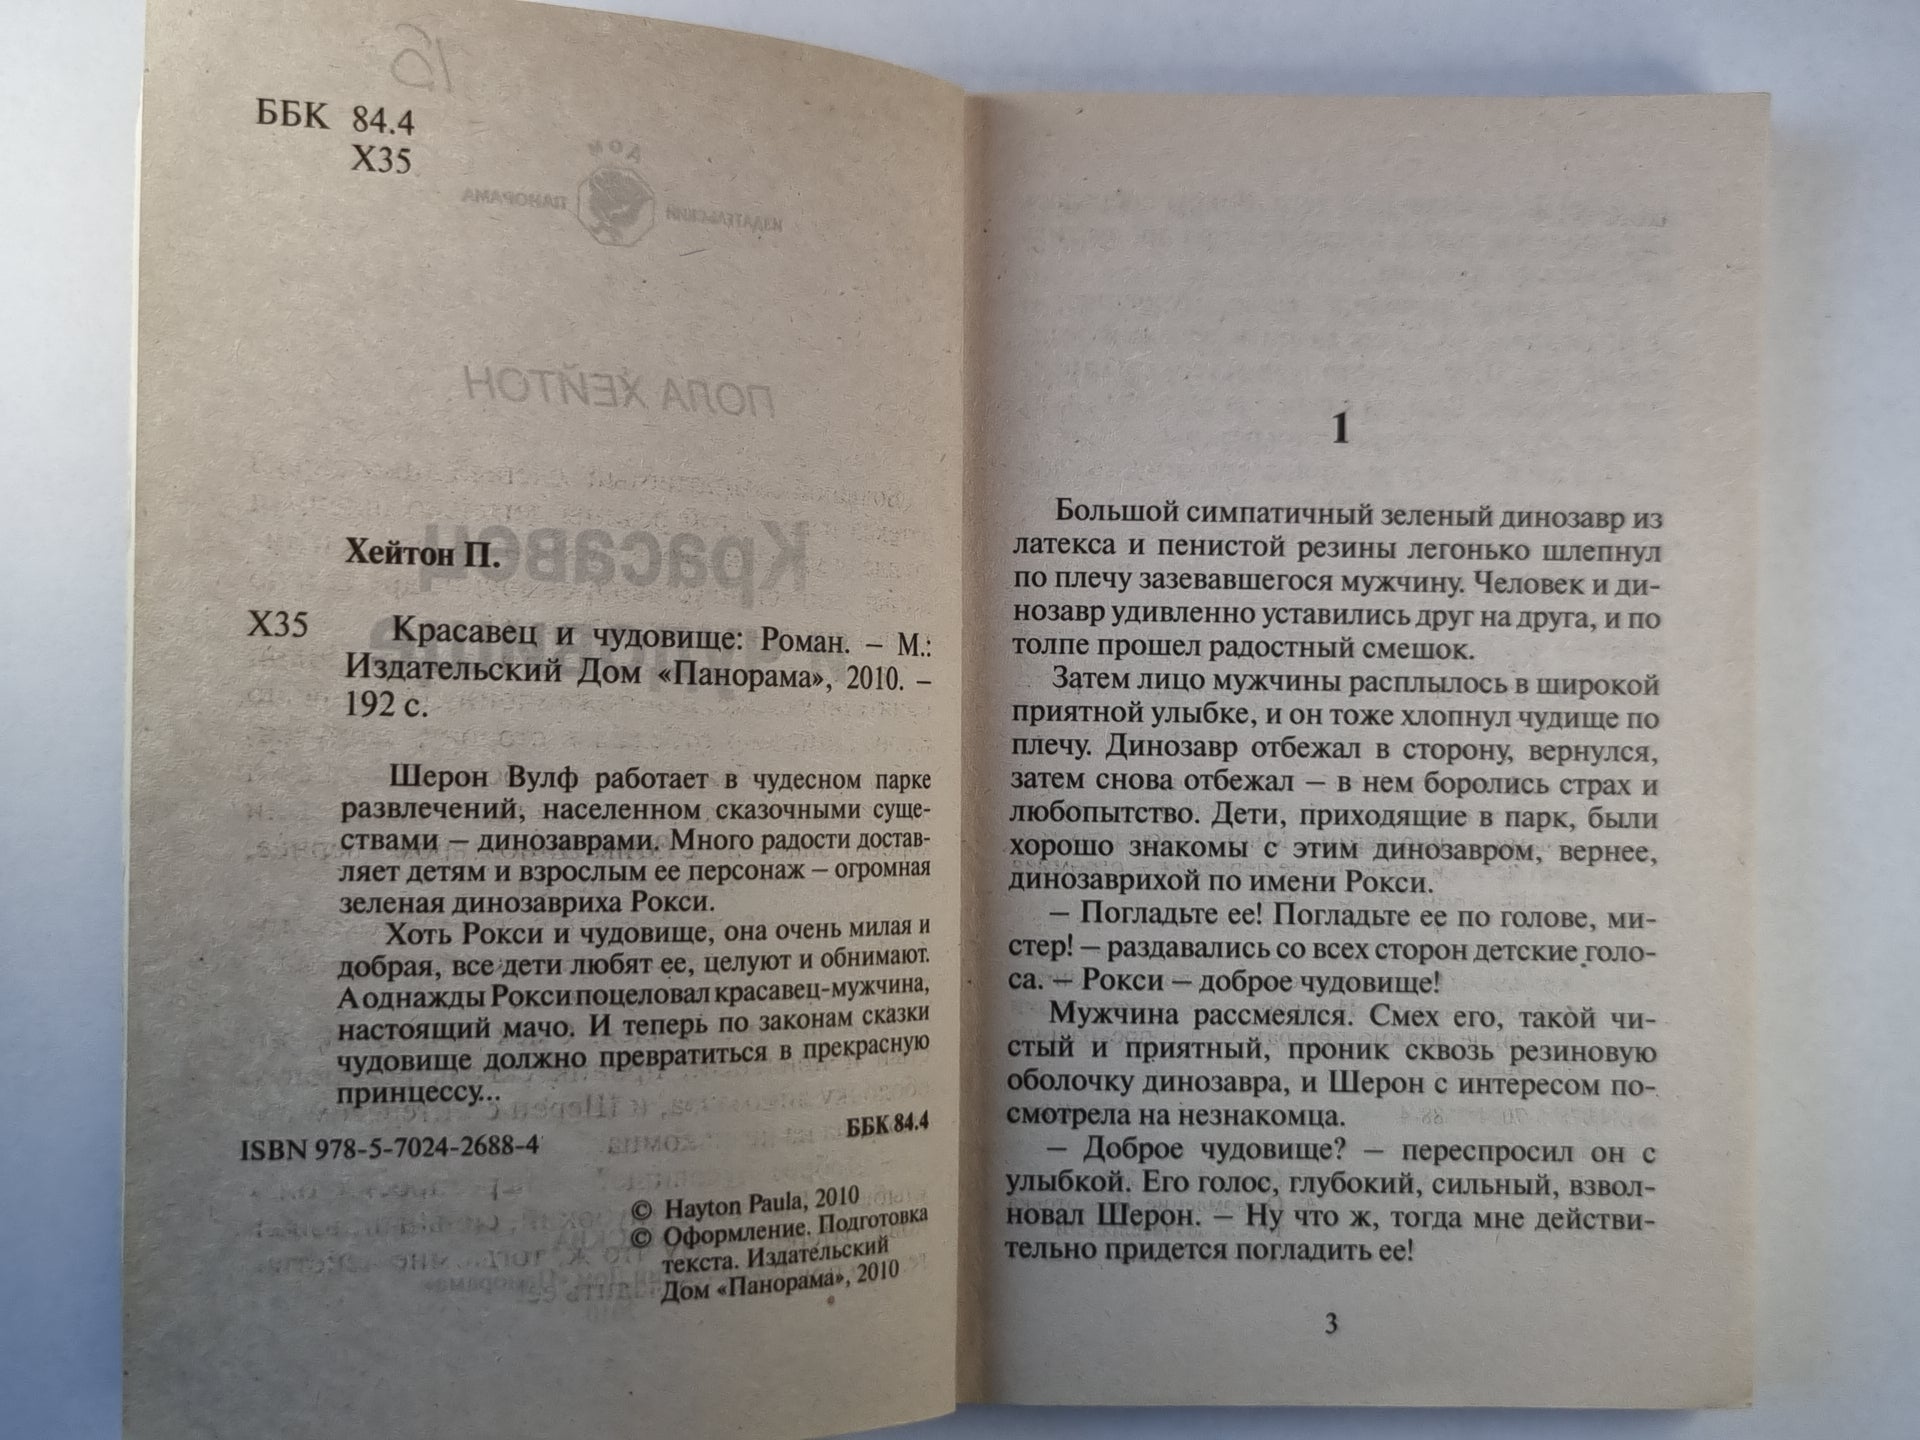 ББК 84.4
Х35
ПОЛА ХЕЙТОН
Красавец
Хейтон П.
Х35
Красавец и чудовище: Роман. – М.:
Издательский Дом «Панорама», 2010. –
192 с.
Шерон Вулф работает в чудесном парке
развлечений, населенном сказочными суще-
ствами – динозаврами. Много радости достав-
ляет детям и взрослым ее персонаж – огромная
зеленая динозавриха Рокси.
Хоть Рокси и чудовище, она очень милая и
добрая, все дети любят ее, целуют и обнимают.
А однажды Рокси поцеловал красавец-мужчина,
настоящий мачо. И теперь по законам сказки
чудовище должно превратиться в прекрасную
принцессу...
ББК 84.4
ISBN 978-5-7024-2688-4
© Hayton Paula, 2010
© Оформление. Подготовка
текста. Издательский
Дом «Панорама», 2010
1
Большой симпатичный зеленый динозавр из
латекса и пенистой резины легонько шлепнул
по плечу зазевавшегося мужчину. Человек и ди-
нозавр удивленно уставились друг на друга, и по
толпе прошел радостный смешок.
Затем лицо мужчины расплылось в широкой
приятной улыбке, и он тоже хлопнул чудище по
плечу. Динозавр отбежал в сторону, вернулся,
затем снова отбежал – в нем боролись страх и
любопытство. Дети, приходящие в парк, были
хорошо знакомы с этим динозавром, вернее,
динозаврихой по имени Рокси.
– Погладьте ее! Погладьте ее по голове, ми-
стер! – раздавались со всех сторон детские голо-
са. – Рокси – доброе чудовище!
Мужчина рассмеялся. Смех его, такой чи-
стый и приятный, проник сквозь резиновую
оболочку динозавра, и Шерон с интересом по-
смотрела на незнакомца.
– Доброе чудовище? – переспросил он с
улыбкой. Его голос, глубокий, сильный, взвол-
новал Шерон. – Ну что ж, тогда мне действи-
тельно придется погладить ее!
3